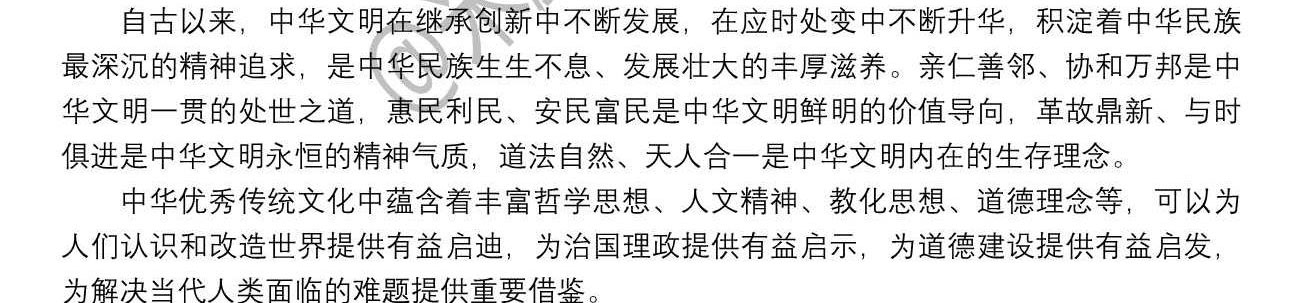 自古以来，中华文明在继承创新中不断发展，在应时处变中不断升华，积淀着中华民族
最深沉的精神追求，是中华民族生生不息、发展壮大的丰厚滋养。亲仁善邻、协和万邦是中
华文明一贯的处世之道，惠民利民、安民富民是中华文明鲜明的价值导向，革故鼎新、与时
俱进是中华文明永恒的精神气质，道法自然、天人合一是中华文明内在的生存理念。
中华优秀传统文化中蕴含着丰富哲学思想、人文精神、教化思想、道德理念等，可以为
人们认识和改造世界提供有益启迪，为治国理政提供有益启示，为道德建设提供有益启发，
为解决当代人类面临的难题提供重要借鉴。